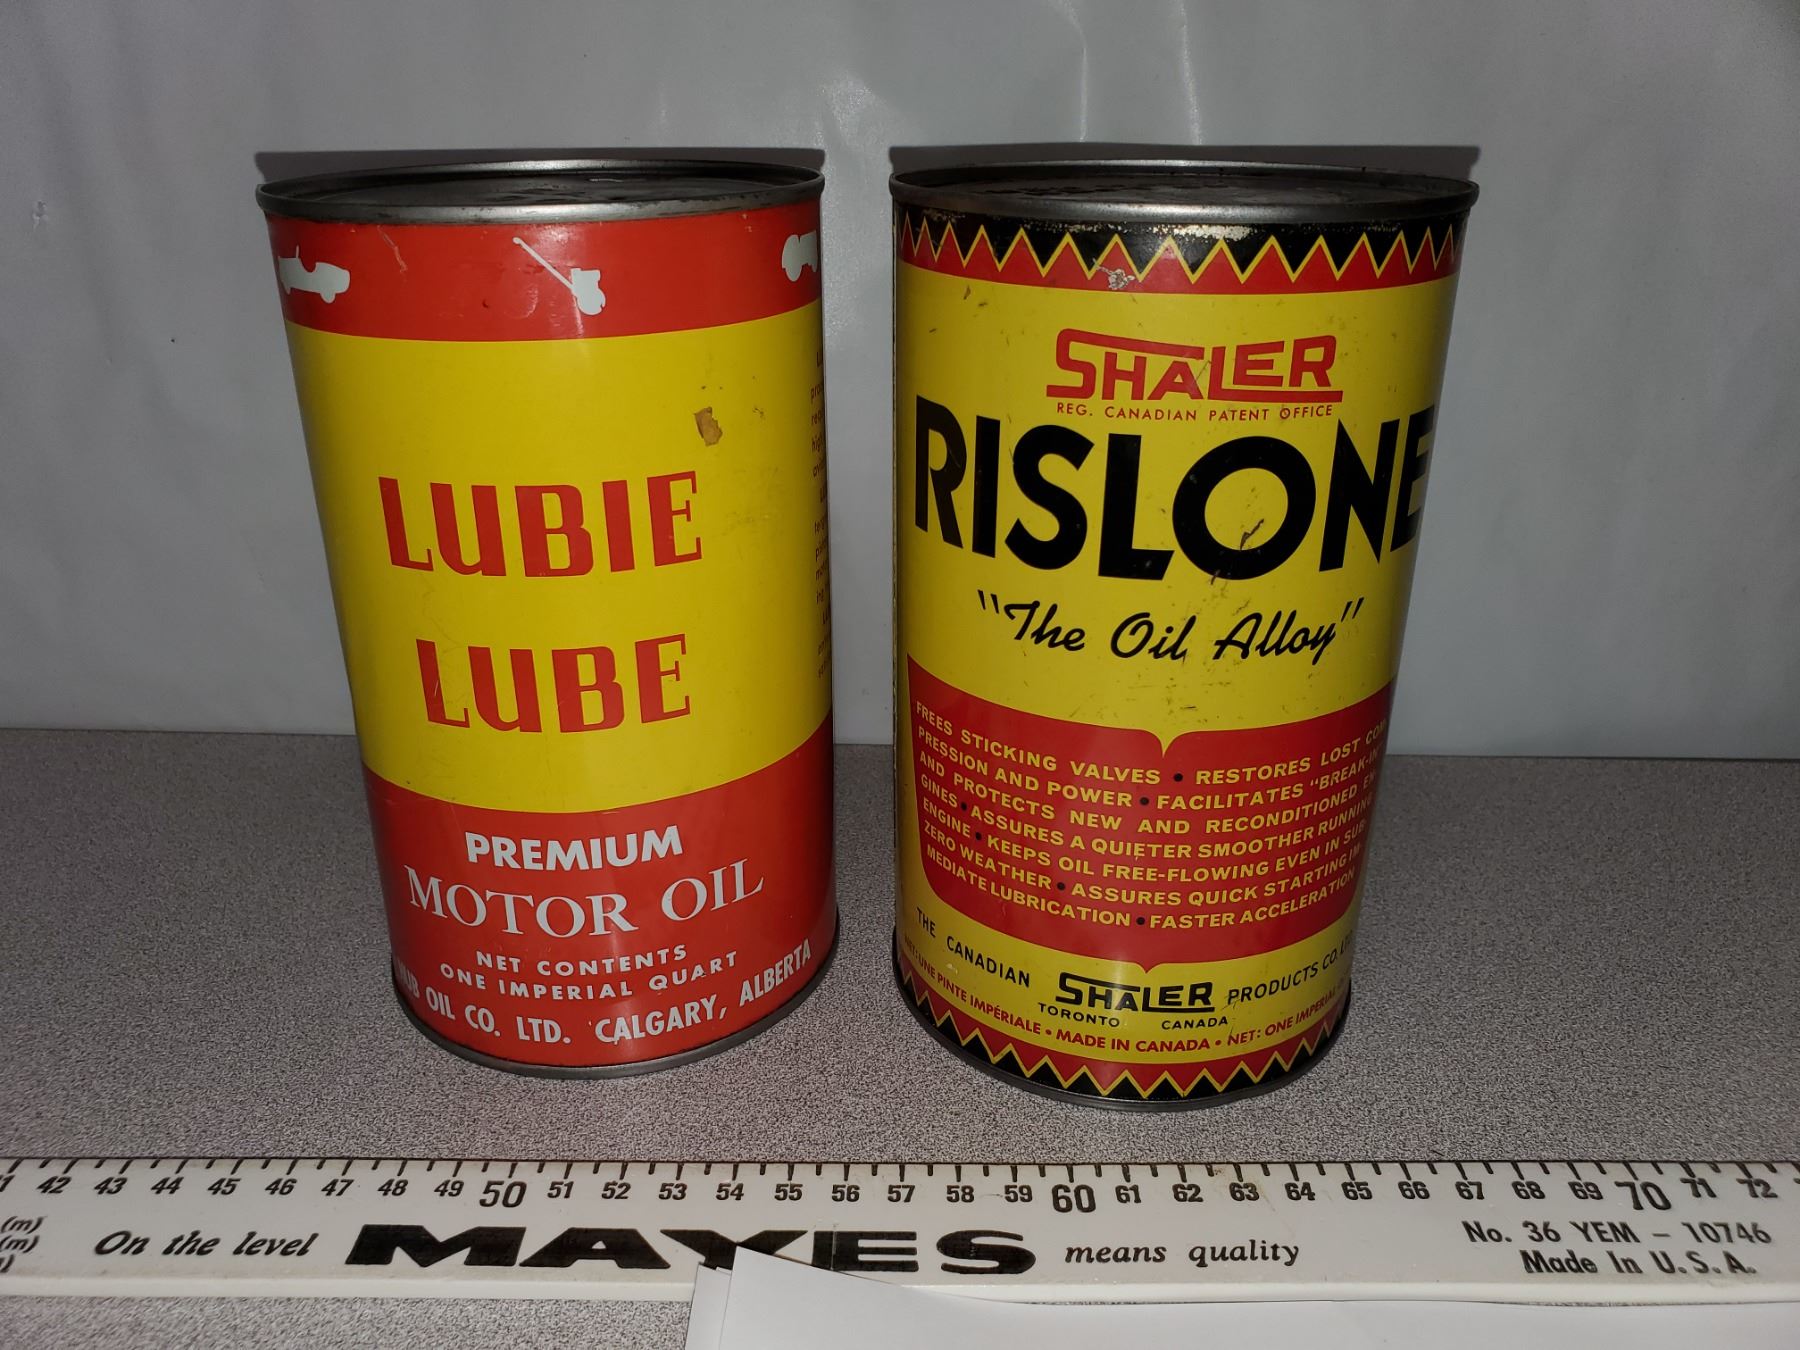 LUBIE
LUBE
PREMIUM
MOTOR OIL
NET CONTENTS
ONE IMPERIAL QUART
OIL CO. LTD. CALGARY, ALBERTA
SHALER
REG. CANADIAN PATENT OFFICE
RISLONE
"The Oil Alloy"
FREES STICKING VALVES • RESTORES LOST COM
PRESSION AND POWER • FACILITATES "BREAK-IN"
AND PROTECTS NEW AND RECONDITIONED EN-
GINES • ASSURES A QUIETER SMOOTHER RUNNING
ENGINE • KEEPS OIL FREE-FLOWING EVEN IN SUB-
ZERO WEATHER • ASSURES QUICK STARTING IM-
MEDIATE LUBRICATION • FASTER ACCELERATION
THE CANADIAN SHALER PRODUCTS CO. LTD.
TORONTO CANADA
NET: UNE PINTE IMPÉRIALE • MADE IN CANADA • NET: ONE IMPERIAL
42 43 44 45 46 47 48 49 50 51 52 53 54 55 56 57 58 59 60 61 62 63 64 65 66 67 68 69 70 71 72
(m)
(m)
On the level MAYES means quality
No. 36 YEM - 10746
Made In U.S.A.